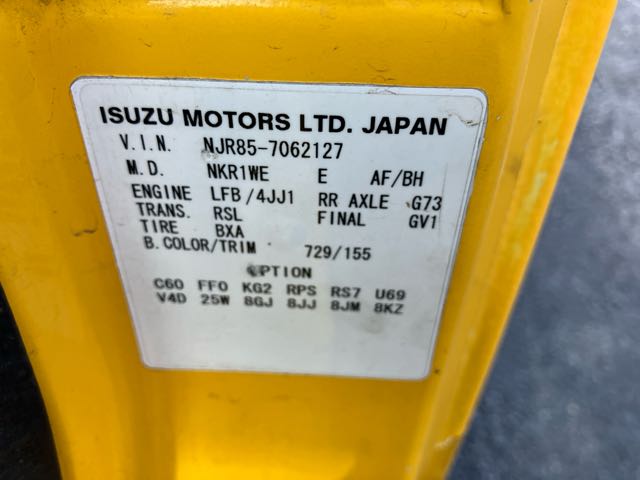 ISUZU MOTORS LTD. JAPAN
V.I.N. NJR85-7062127
M.D. NKR1WE E AF/BH
ENGINE LFB/4JJ1 RR AXLE G73
TRANS. RSL FINAL GV1
TIRE BXA
B.COLOR/TRIM 729/155
OPTION
C60 FF0 KG2 RPS RS7 U69
V4D 25W 8GJ 8JJ 8JM 8KZ